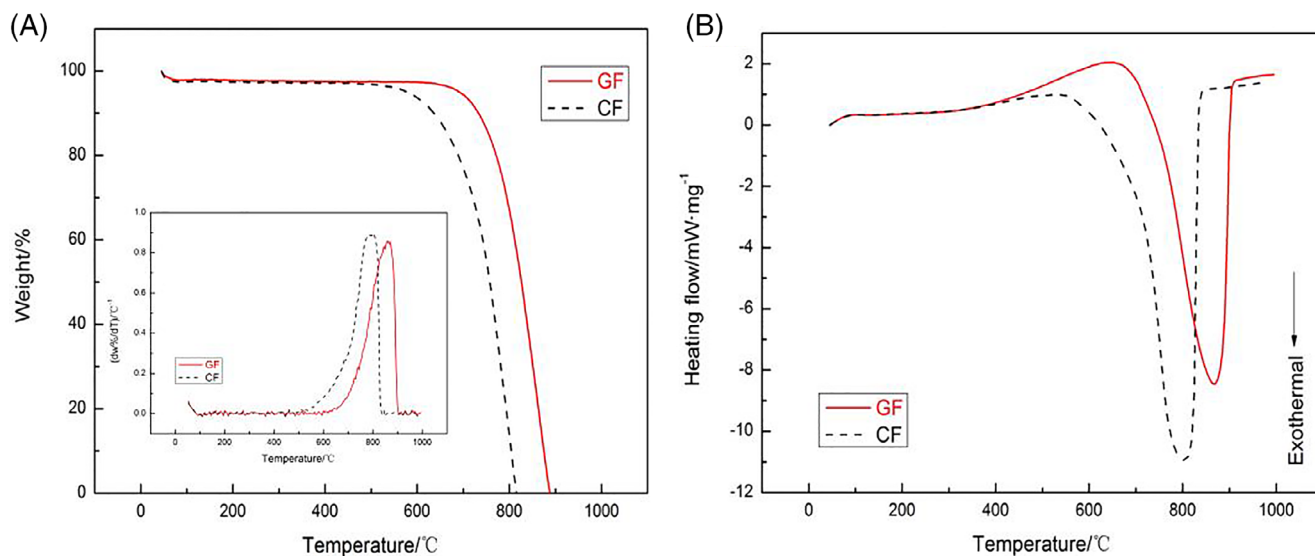 (A)
Weight/%
100
80
60
40
20
0
0 200 400 600 800 1000
Temperature/℃
GF
CF
(dw%/dT)/℃⁻¹
1.0
0.8
0.6
0.4
0.2
0.0
0 200 400 600 800 1000
Temperature/℃
GF
CF
(B)
Heating flow/mW·mg⁻¹
2
0
-2
-4
-6
-8
-10
-12
0 200 400 600 800 1000
Temperature/℃
GF
CF
Exothermal